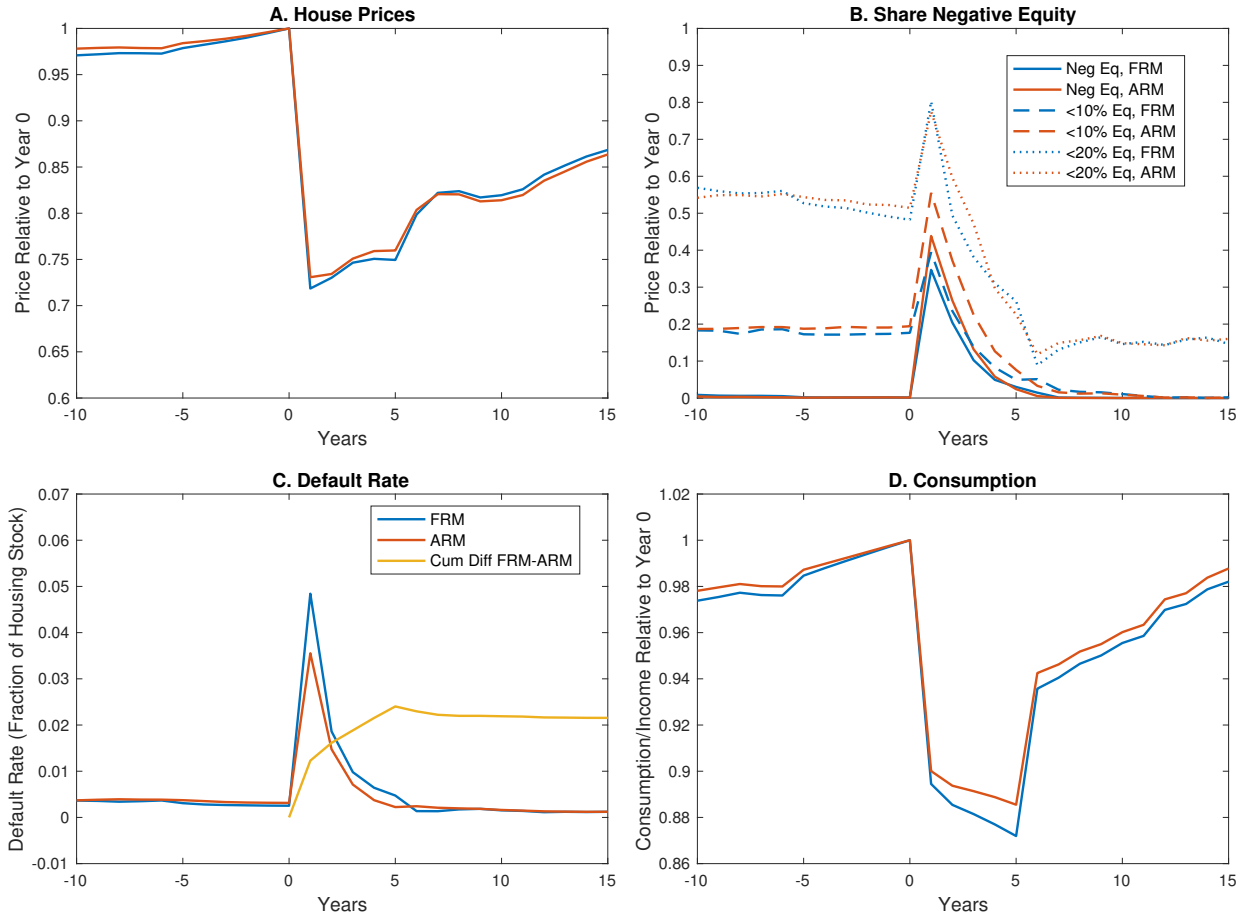 A. House Prices
Price Relative to Year 0
1
0.95
0.9
0.85
0.8
0.75
0.7
0.65
0.6
-10
-5
0
5
10
15
Years
B. Share Negative Equity
Price Relative to Year 0
1
0.9
0.8
0.7
0.6
0.5
0.4
0.3
0.2
0.1
0
Neg Eq, FRM
Neg Eq, ARM
<10% Eq, FRM
<10% Eq, ARM
<20% Eq, FRM
<20% Eq, ARM
-10
-5
0
5
10
15
Years
C. Default Rate
Default Rate (Fraction of Housing Stock)
0.07
0.06
0.05
0.04
0.03
0.02
0.01
0
-0.01
FRM
ARM
Cum Diff FRM-ARM
-10
-5
0
5
10
15
Years
D. Consumption
Consumption/Income Relative to Year 0
1.02
1
0.98
0.96
0.94
0.92
0.9
0.88
0.86
-10
-5
0
5
10
15
Years